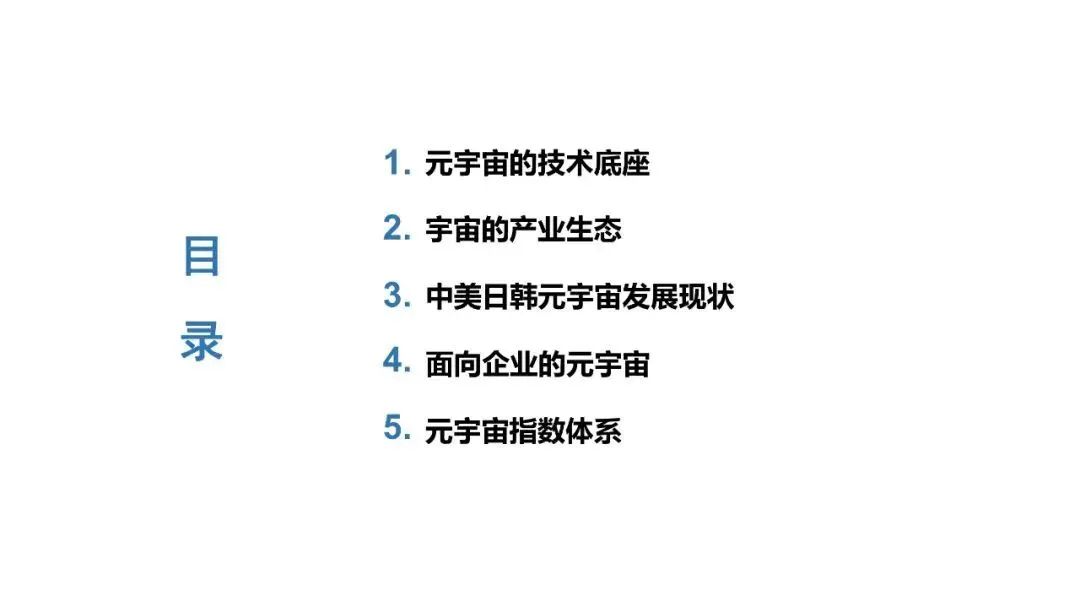 目录
1. 元宇宙的技术底座
2. 宇宙的产业生态
3. 中美日韩元宇宙发展现状
4. 面向企业的元宇宙
5. 元宇宙指数体系